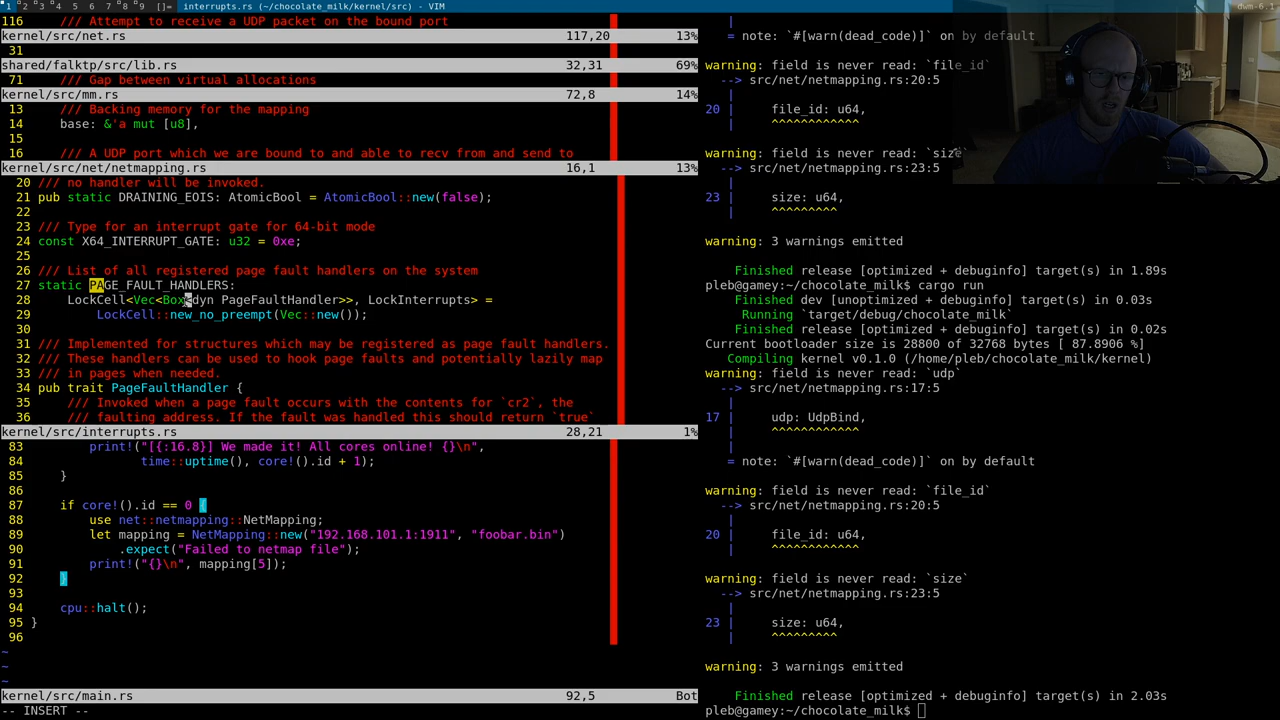 1 2 3 4 5 6 7 8 9 []= interrupts.rs (~/chocolate_milk/kernel/src) - VIM dwm-6.1
116 /// Attempt to receive a UDP packet on the bound port
kernel/src/net.rs 117,20 13%
31
shared/falktp/src/lib.rs 32,31 69%
71 /// Gap between virtual allocations
kernel/src/mm.rs 72,8 14%
13 /// Backing memory for the mapping
14 base: &'a mut [u8],
15
16 /// A UDP port which we are bound to and able to recv from and send to
kernel/src/net/netmapping.rs 16,1 13%
20 /// no handler will be invoked.
21 pub static DRAINING_EOIS: AtomicBool = AtomicBool::new(false);
22
23 /// Type for an interrupt gate for 64-bit mode
24 const X64_INTERRUPT_GATE: u32 = 0xe;
25
26 /// List of all registered page fault handlers on the system
27 static PAGE_FAULT_HANDLERS:
28 LockCell<Vec<Box<dyn PageFaultHandler>>, LockInterrupts> =
29 LockCell::new_no_preempt(Vec::new());
30
31 /// Implemented for structures which may be registered as page fault handlers.
32 /// These handlers can be used to hook page faults and potentially lazily map
33 /// in pages when needed.
34 pub trait PageFaultHandler {
35 /// Invoked when a page fault occurs with the contents for `cr2`, the
36 /// faulting address. If the fault was handled this should return `true`
kernel/src/interrupts.rs 28,21 1%
83 print!("[{:16.8}] We made it! All cores online! {}\n",
84 time::uptime(), core!().id + 1);
85 }
86
87 if core!().id == 0 {
88 use net::netmapping::NetMapping;
89 let mapping = NetMapping::new("192.168.101.1:1911", "foobar.bin")
90 .expect("Failed to netmap file");
91 print!("{}\n", mapping[5]);
92 }
93
94 cpu::halt();
95 }
96
~
~
~
kernel/src/main.rs 92,5 Bot
-- INSERT --
|
= note: `#[warn(dead_code)]` on by default
warning: field is never read: `file_id`
--> src/net/netmapping.rs:20:5
|
20 | file_id: u64,
| ^^^^^^^^^^^^
warning: field is never read: `size`
--> src/net/netmapping.rs:23:5
|
23 | size: u64,
| ^^^^^^^^^
warning: 3 warnings emitted
Finished release [optimized + debuginfo] target(s) in 1.89s
pleb@gamey:~/chocolate_milk$ cargo run
Finished dev [unoptimized + debuginfo] target(s) in 0.03s
Running `target/debug/chocolate_milk`
Finished release [optimized + debuginfo] target(s) in 0.02s
Current bootloader size is 28800 of 32768 bytes [ 87.8906 %]
Compiling kernel v0.1.0 (/home/pleb/chocolate_milk/kernel)
warning: field is never read: `udp`
--> src/net/netmapping.rs:17:5
|
17 | udp: UdpBind,
| ^^^^^^^^^^^^
|
= note: `#[warn(dead_code)]` on by default
warning: field is never read: `file_id`
--> src/net/netmapping.rs:20:5
|
20 | file_id: u64,
| ^^^^^^^^^^^^
warning: field is never read: `size`
--> src/net/netmapping.rs:23:5
|
23 | size: u64,
| ^^^^^^^^^
warning: 3 warnings emitted
Finished release [optimized + debuginfo] target(s) in 2.03s
pleb@gamey:~/chocolate_milk$